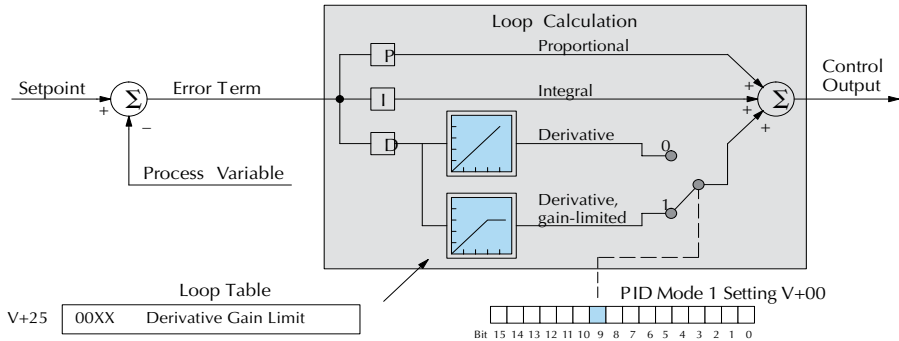 Loop Calculation
Proportional
Control
Output
Setpoint
Error Term
Σ
P
I
D
Integral
Σ
+
−
+
+
+
Derivative
0
Process Variable
Derivative,
gain-limited
1
Loop Table
PID Mode 1 Setting V+00
V+25 00XX Derivative Gain Limit
Bit 15 14 13 12 11 10 9 8 7 6 5 4 3 2 1 0